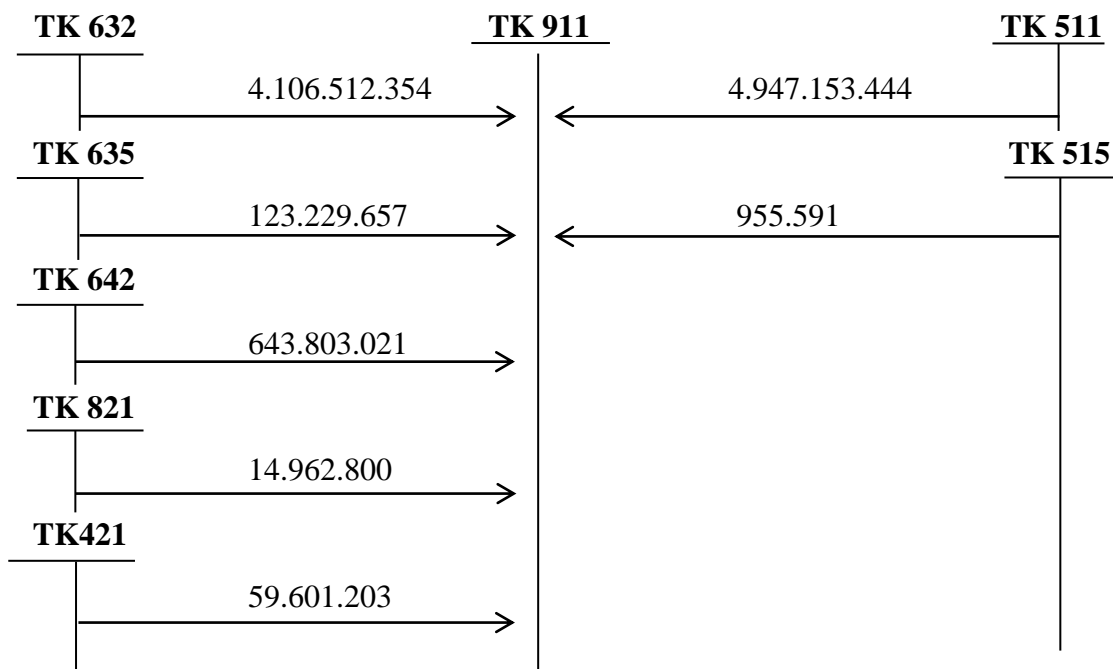 TK 632 TK 911 TK 511
4.106.512.354 4.947.153.444
TK 635 TK 515
123.229.657 955.591
TK 642
643.803.021
TK 821
14.962.800
TK421
59.601.203